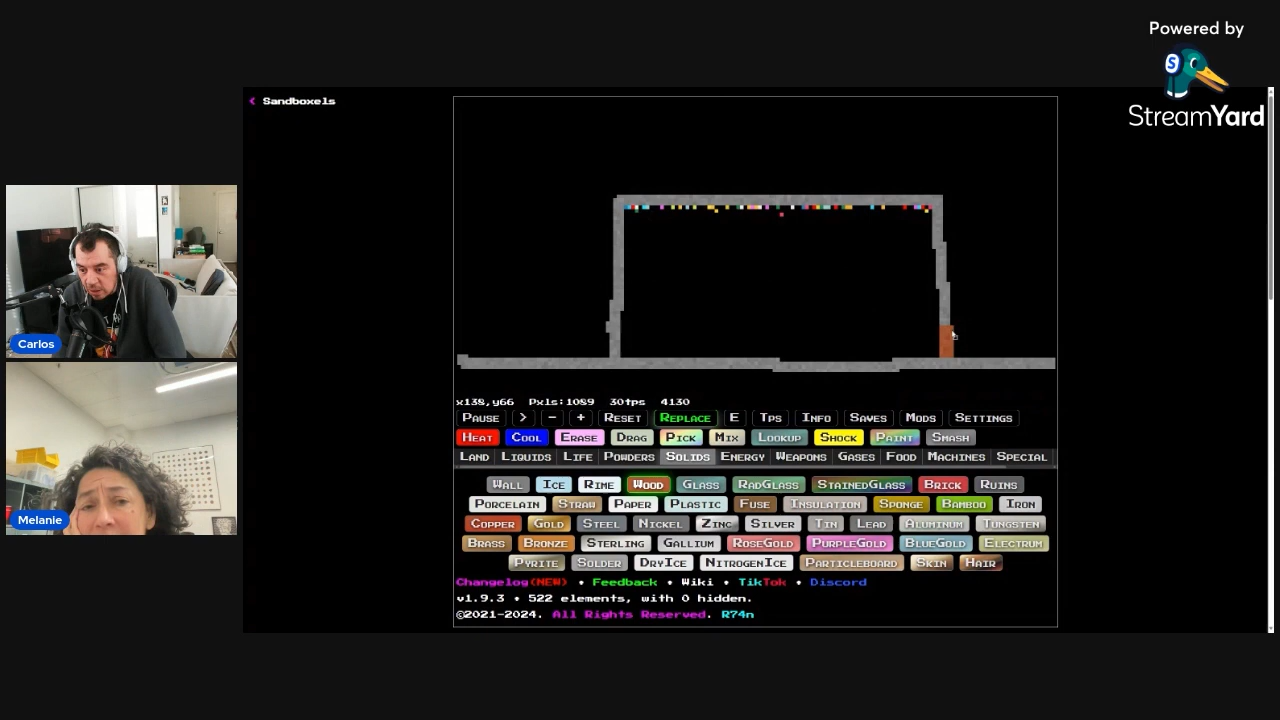 Powered by
S
StreamYard
< Sandboxels
Carlos
Melanie
x138,y66 Pxls:1089 30tps 4130
PAUSE > - + RESET REPLACE E TPS INFO SAVES MODS SETTINGS
HEAT COOL ERASE DRAG PICK MIX LOOKUP SHOCK PAINT SMASH
LAND LIQUIDS LIFE POWDERS SOLIDS ENERGY WEAPONS GASES FOOD MACHINES SPECIAL
WALL ICE RIME WOOD GLASS RADGLASS STAINEDGLASS BRICK RUINS
PORCELAIN STRAW PAPER PLASTIC FUSE INSULATION SPONGE BAMBOO IRON
COPPER GOLD STEEL NICKEL ZINC SILVER TIN LEAD ALUMINUM TUNGSTEN
BRASS BRONZE STERLING GALLIUM ROSEGOLD PURPLEGOLD BLUEGOLD ELECTRUM
PYRITE SOLDER DRYICE NITROGENICE PARTICLEBOARD SKIN HAIR
Changelog(NEW) • Feedback • Wiki • TikTok • Discord
v1.9.3 • 522 elements, with 0 hidden.
©2021-2024. All Rights Reserved. R74n